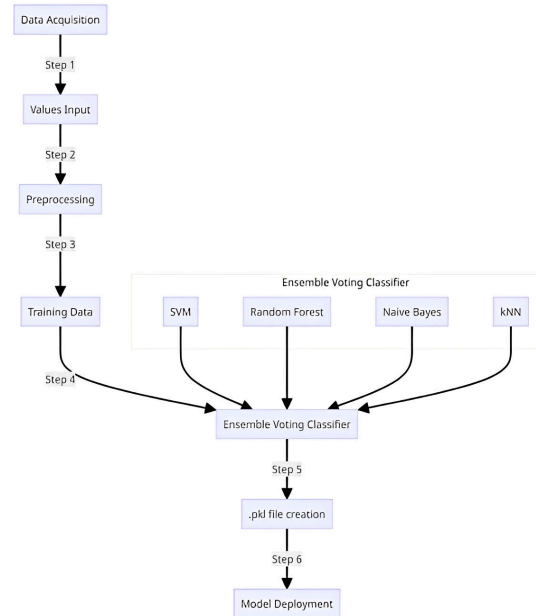 Data Acquisition
Step 1
Values Input
Step 2
Preprocessing
Step 3
Ensemble Voting Classifier
Training Data
SVM
Random Forest
Naive Bayes
kNN
Step 4
Ensemble Voting Classifier
Step 5
.pkl file creation
Step 6
Model Deployment